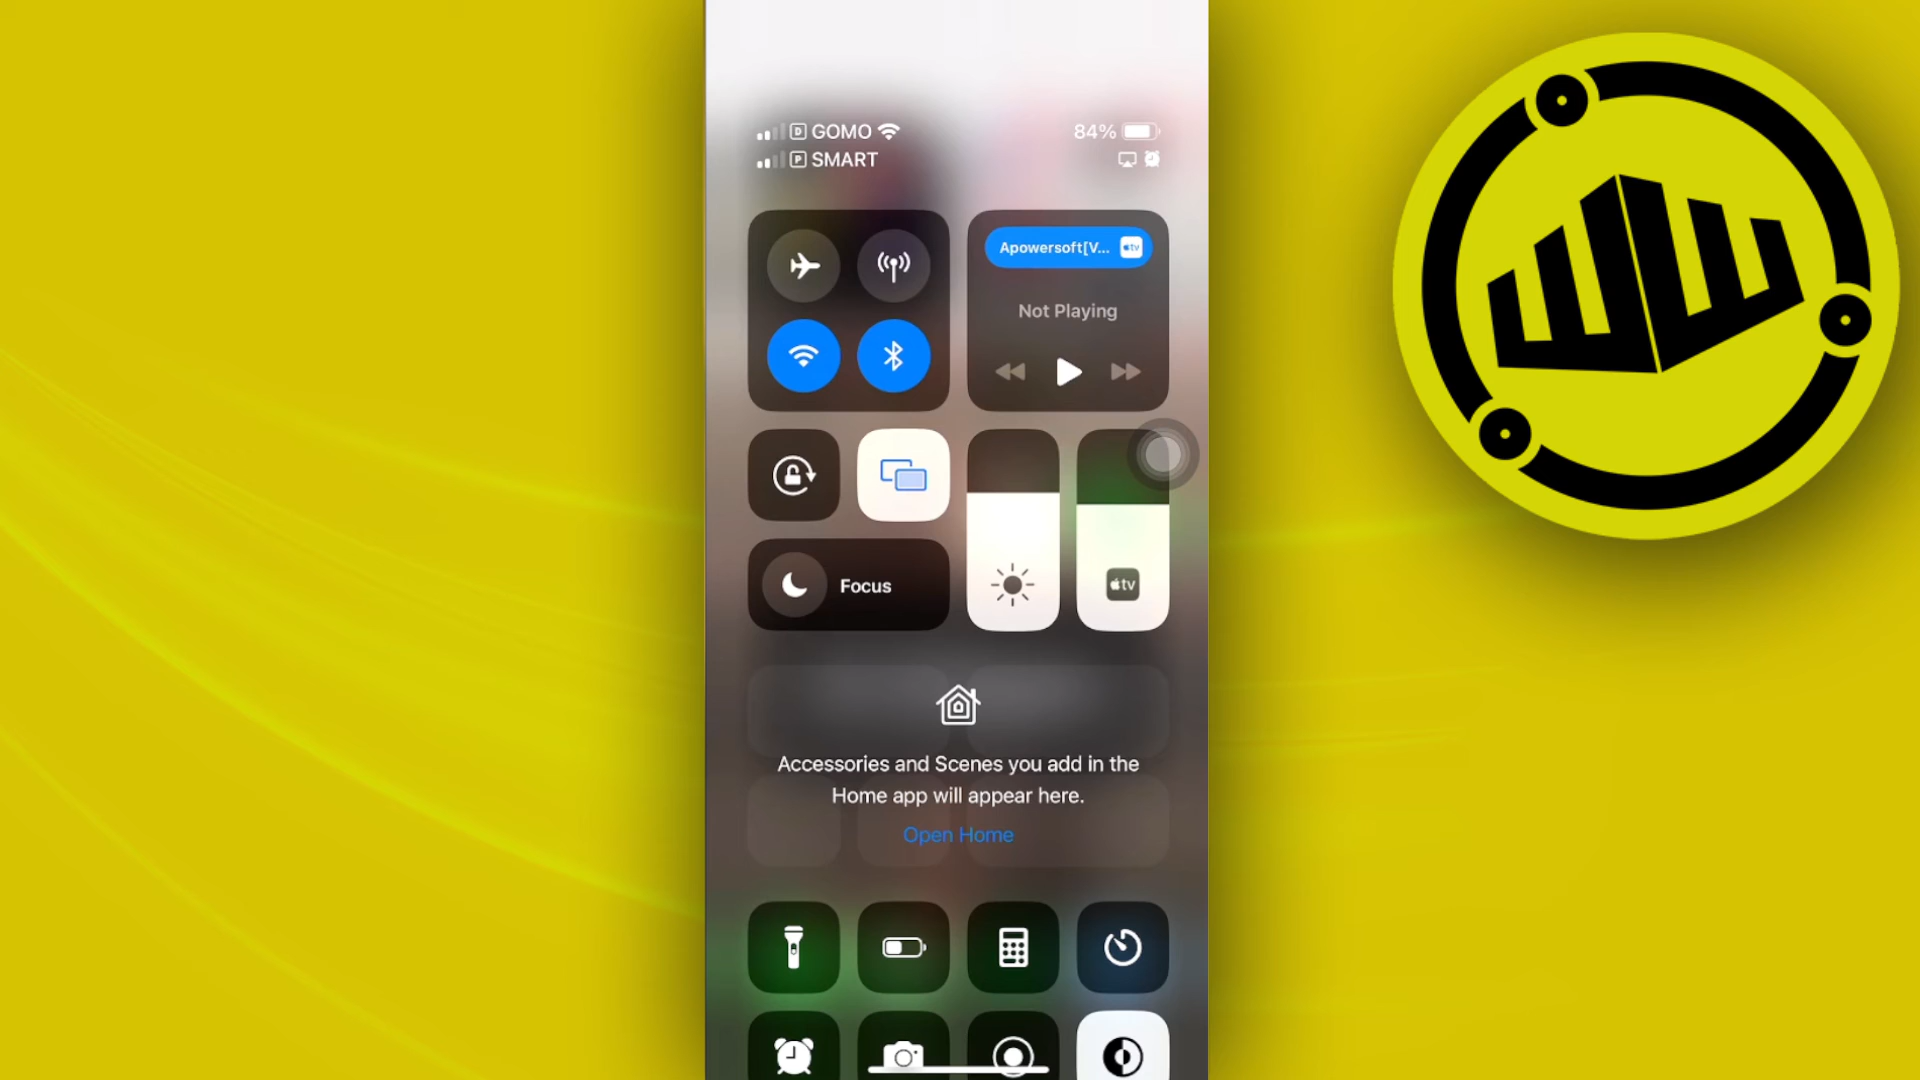 D GOMO 84%
P SMART
Apowersoft[V... tv
Not Playing
Focus
tv
Accessories and Scenes you add in the
Home app will appear here.
Open Home